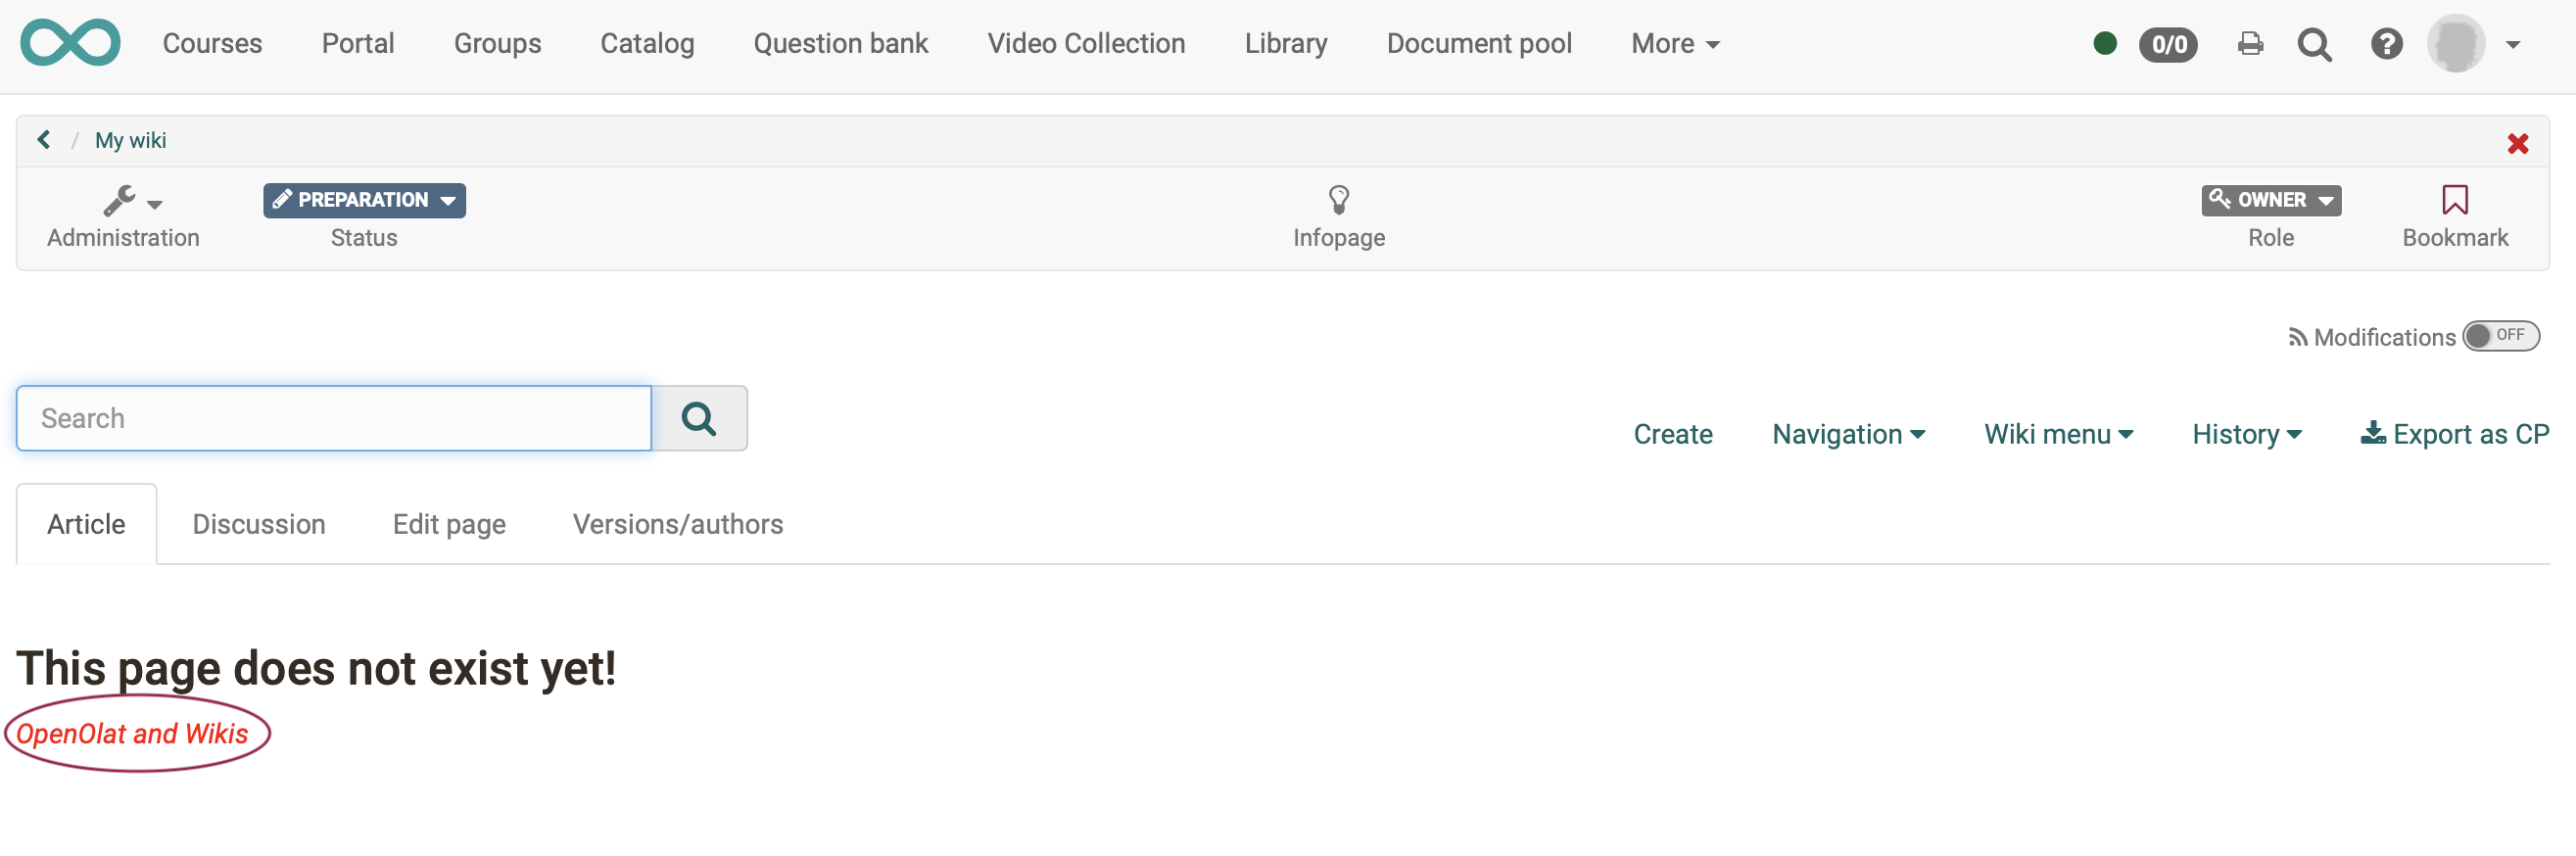 Courses Portal Groups Catalog Question bank Video Collection Library Document pool More 0/0
/ My wiki
PREPARATION OWNER
Administration Status Infopage Role Bookmark
Modifications OFF
Search
Create Navigation Wiki menu History Export as CP
Article Discussion Edit page Versions/authors
This page does not exist yet!
OpenOlat and Wikis